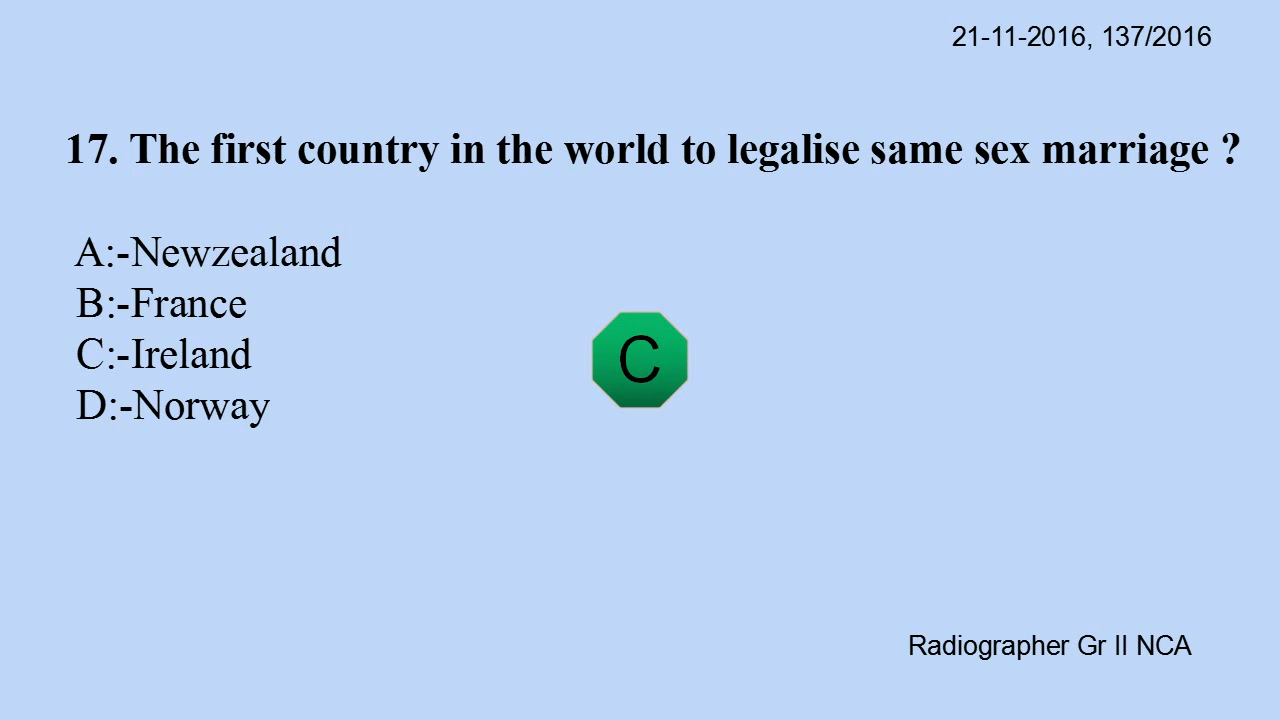 21-11-2016, 137/2016
17. The first country in the world to legalise same sex marriage ?
A:-Newzealand
B:-France
C:-Ireland
D:-Norway
C
Radiographer Gr II NCA